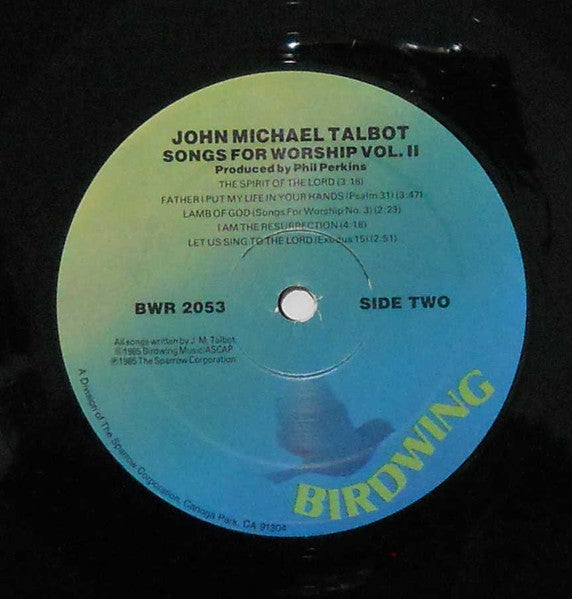 JOHN MICHAEL TALBOT
SONGS FOR WORSHIP VOL. II
Produced by Phil Perkins
THE SPIRIT OF THE LORD (3:16)
FATHER I PUT MY LIFE IN YOUR HANDS (Psalm 31) (3:47)
LAMB OF GOD (Songs For Worship No. 3) (2:23)
I AM THE RESURRECTION (4:18)
LET US SING TO THE LORD (Exodus 15) (2:51)
BWR 2053
SIDE TWO
All songs written by J. M. Talbot
©1985 Birdwing Music/ASCAP
℗1985 The Sparrow Corporation
A Division of The Sparrow Corporation, Canoga Park, CA 91304
BIRDWING